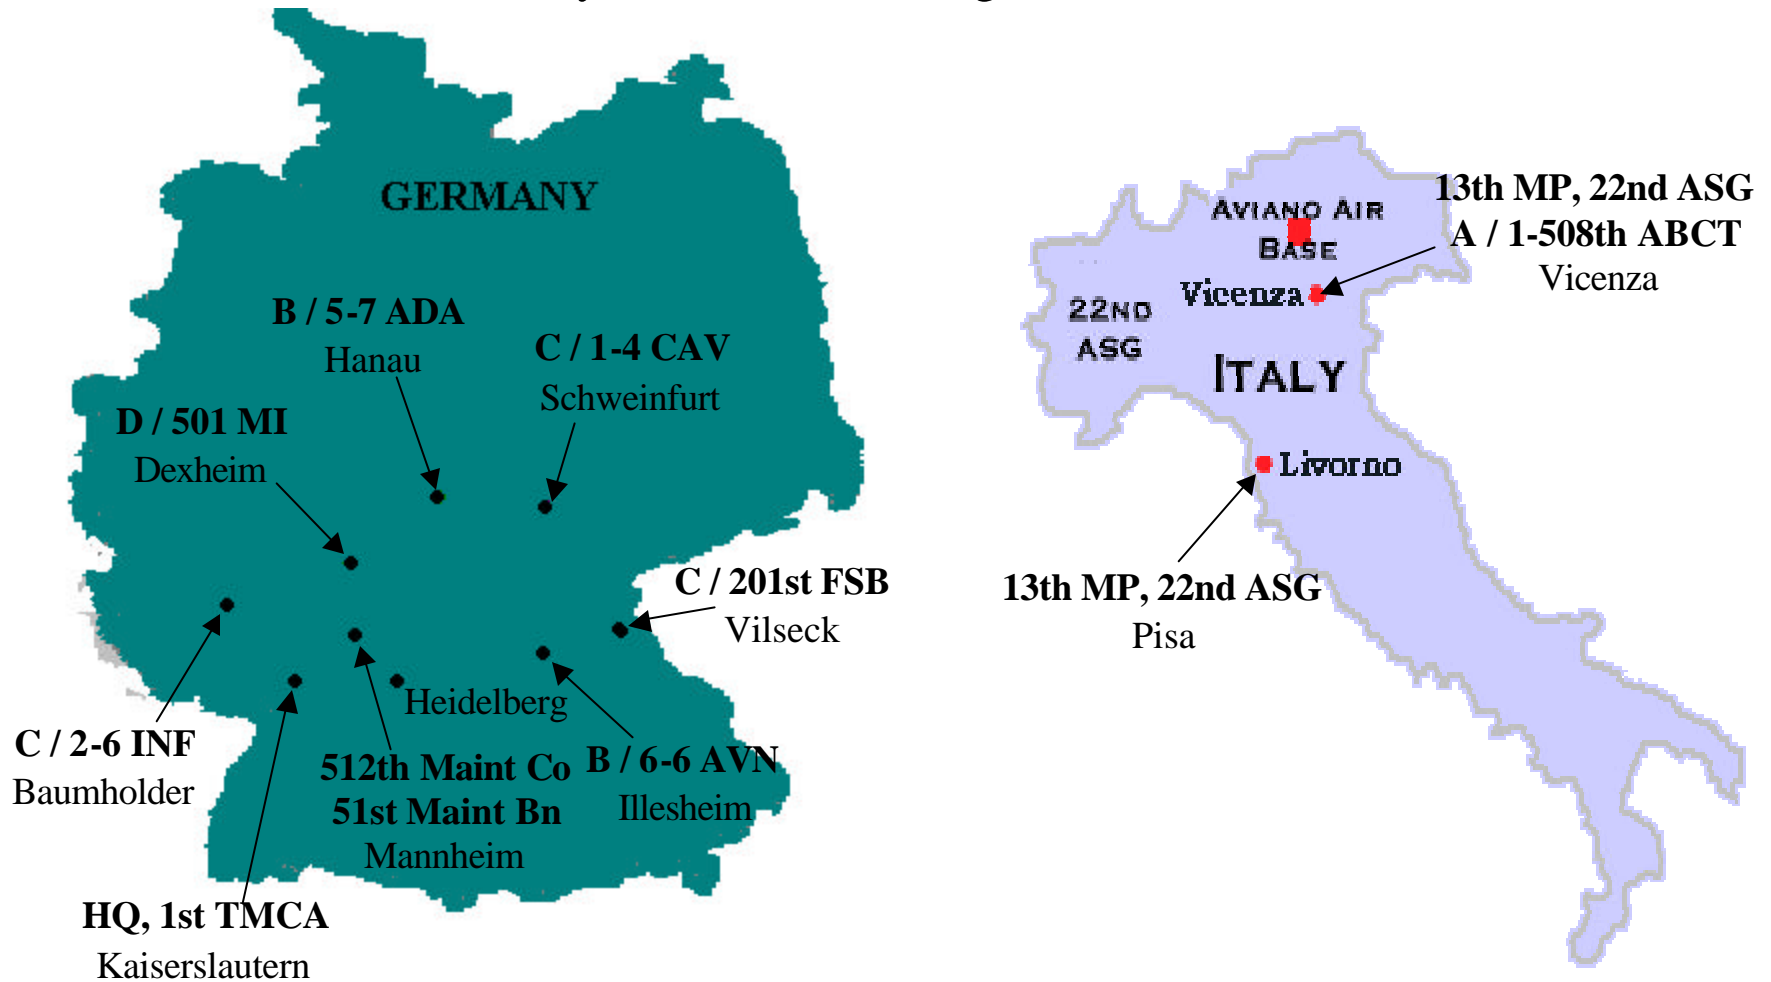 GERMANY
B / 5-7 ADA
Hanau
C / 1-4 CAV
Schweinfurt
D / 501 MI
Dexheim
C / 201st FSB
Vilseck
Heidelberg
C / 2-6 INF
Baumholder
512th Maint Co
51st Maint Bn
Mannheim
B / 6-6 AVN
Illesheim
HQ, 1st TMCA
Kaiserslautern
13th MP, 22nd ASG
A / 1-508th ABCT
Vicenza
AVIANO AIR
BASE
Vicenza
22ND
ASG
ITALY
Livorno
13th MP, 22nd ASG
Pisa